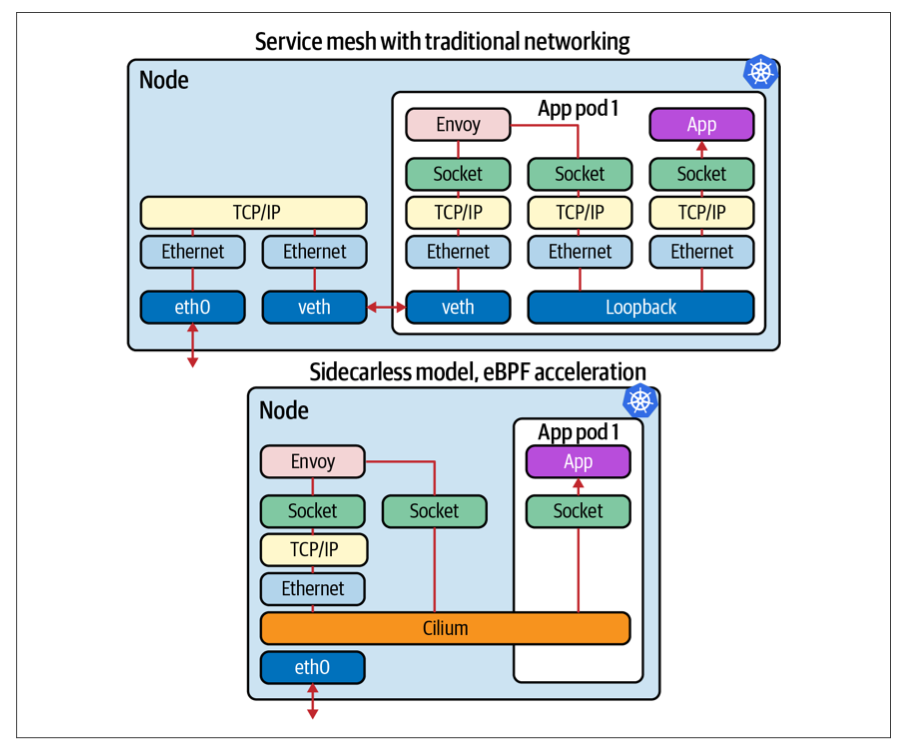 Service mesh with traditional networking
Node
App pod 1
Envoy
App
Socket
Socket
Socket
TCP/IP
TCP/IP
TCP/IP
TCP/IP
Ethernet
Ethernet
Ethernet
Ethernet
Ethernet
eth0
veth
veth
Loopback
Sidecarless model, eBPF acceleration
Node
App pod 1
Envoy
App
Socket
Socket
Socket
TCP/IP
Ethernet
Cilium
eth0